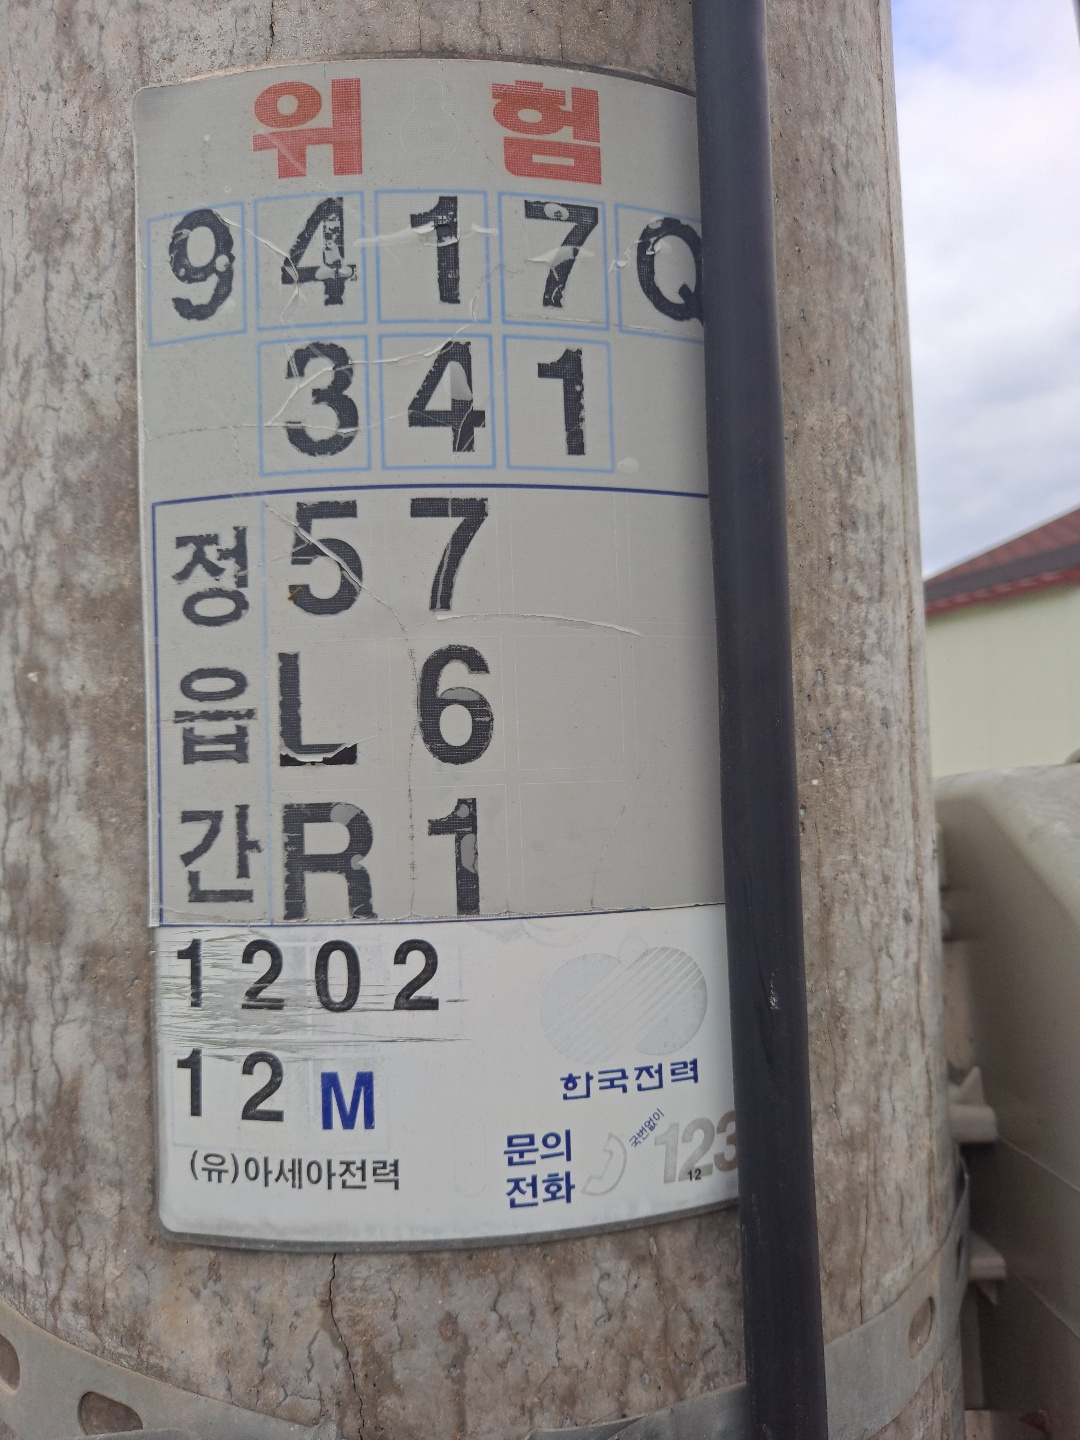 위 험
9417Q
341
정 57
읍 L6
간 R1
1202
12M
한국전력
(유)아세아전력
문의
전화
국번없이
123
12